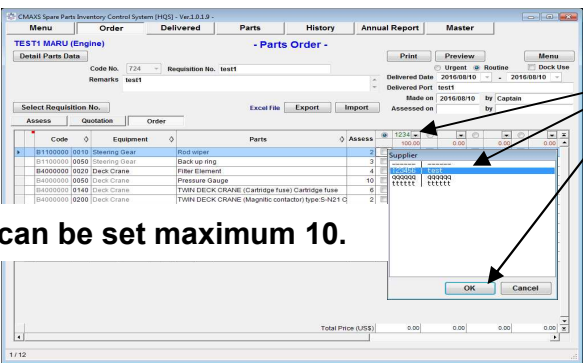 CMAXS Spare Parts Inventory Control System [HQS] - Ver.1.0.1.9 -
Menu Order Delivered Parts History Annual Report Master
TEST1 MARU (Engine) - Parts Order -
Detail Parts Data Print Preview Menu
Urgent Routine Dock Use
Code No. 724 Requisition No. test1
Remarks test1
Delivered Date 2016/08/10 - 2016/08/10
Delivered Port test1
Made on 2016/08/10 by Captain
Assessed on by
Select Requisition No. Excel File Export Import
Assess Quotation Order
Code Equipment Parts Assess 1234
100.00 0.00 0.00 0.00
B1100000 0010 Steering Gear Rod wiper 2
B1100000 0050 Steering Gear Back up ring 3
B4000000 0020 Deck Crane Filter Element 4
B4000000 0050 Deck Crane Pressure Gauge 10
B4000000 0140 Deck Crane TWIN DECK CRANE (Cartridge fuse) Cartridge fuse 6
B4000000 0200 Deck Crane TWIN DECK CRANE (Magnitic contactor) type:S-N21 C 2
Supplier
------ | ------
123456 | test
qqqqqq | qqqqqq
tttttt | tttttt
OK Cancel
can be set maximum 10.
Total Price (US$) 0.00 0.00 0.00 0.00
1 / 12